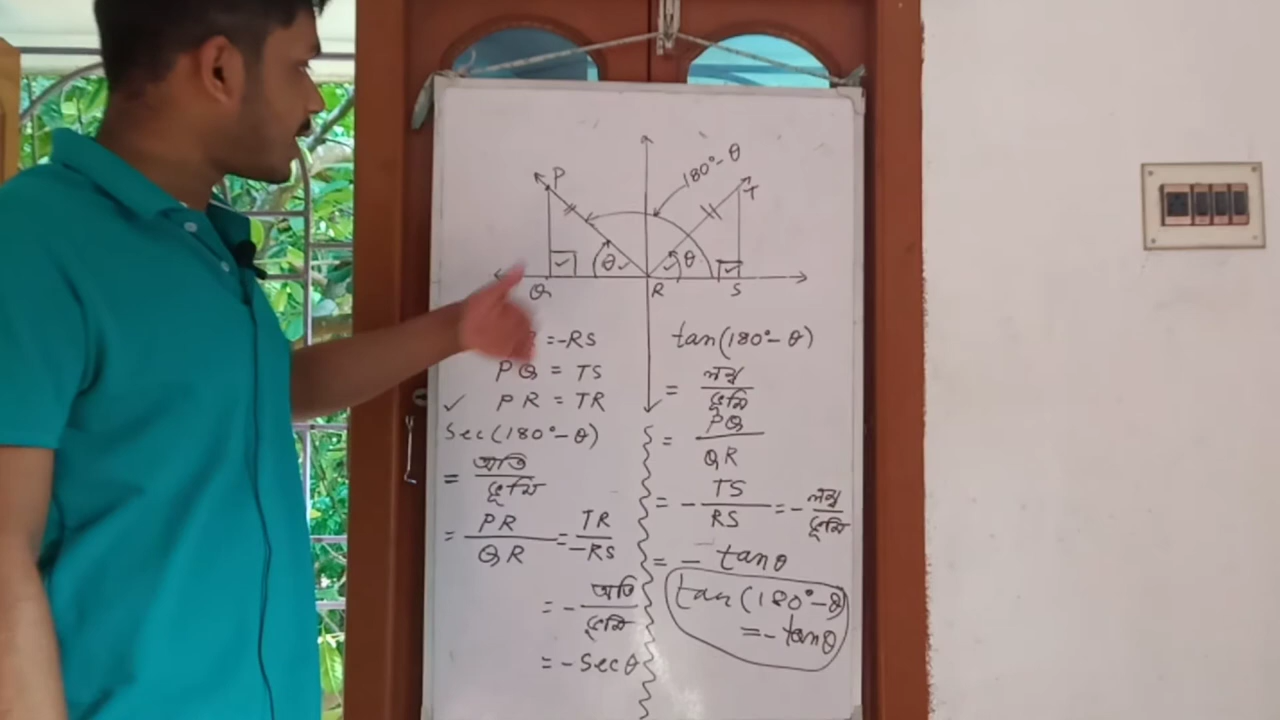 180°-θ
P
T
θ
θ
Q
R
S
=-RS
PQ = TS
✓ PR = TR
Sec(180°-θ)
= অতি/ভূমি
= PR/QR = TR/-RS
= - অতি/ভূমি
= - Secθ
tan(180°-θ)
= লম্ব/ভূমি
= PQ/QR
= - TS/RS = - লম্ব/ভূমি
= - tanθ
tan(180°-θ)
= - tanθ